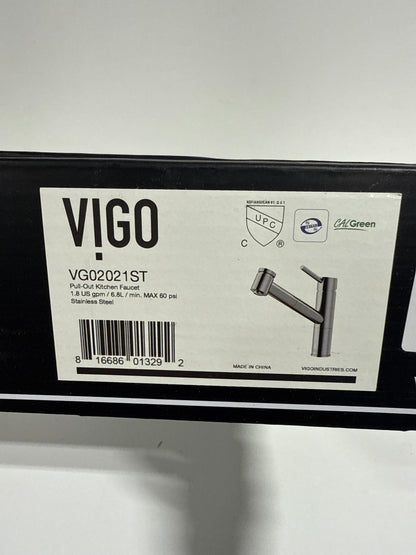 VIGO
VG02021ST
Pull-Out Kitchen Faucet
1.8 US gpm / 6.8L / min. MAX 60 psi
Stainless Steel
8 16686 01329 2
UPC
C ®
CALGreen
MADE IN CHINA
VIGOINDUSTRIES.COM